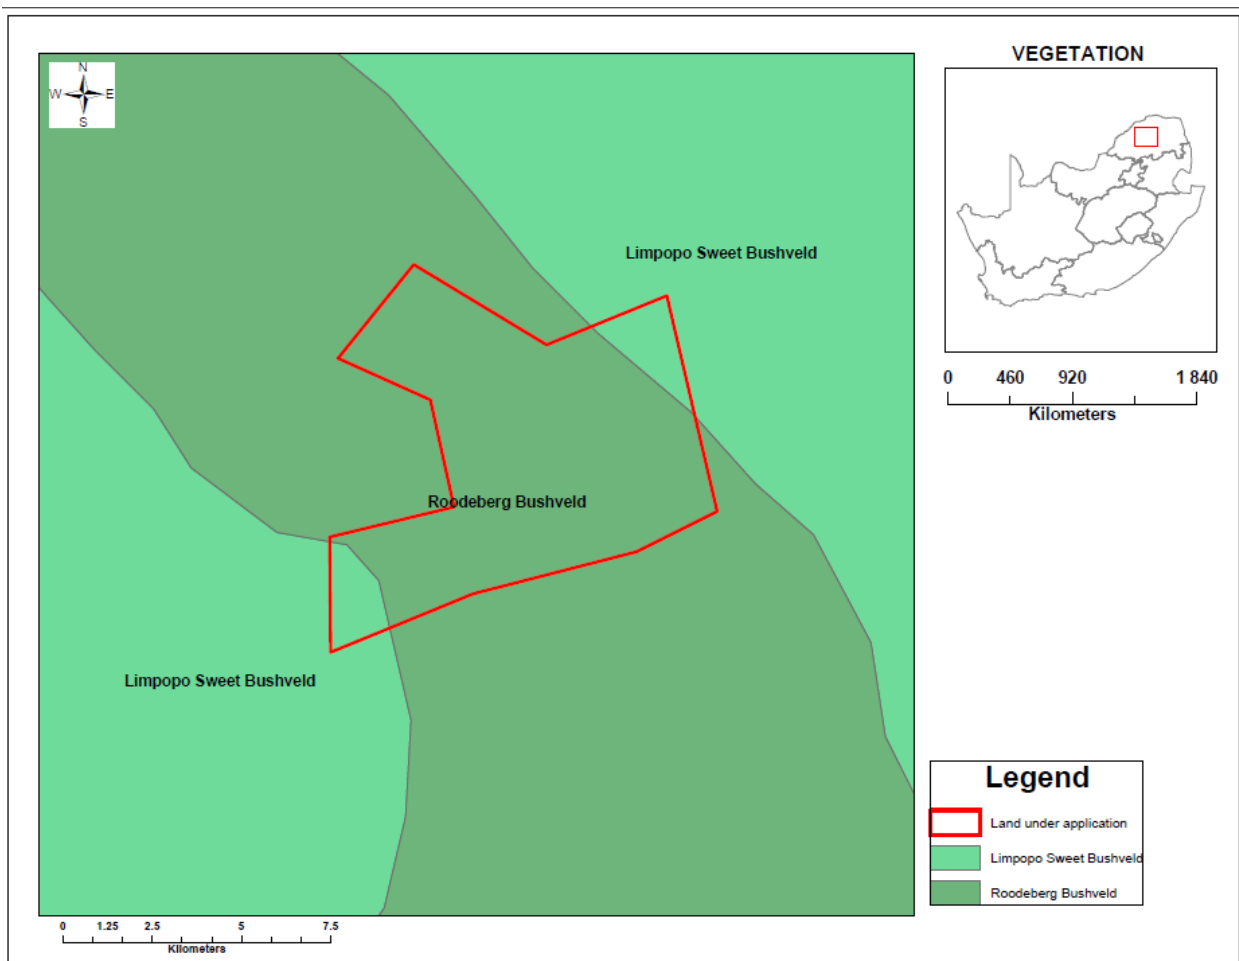 VEGETATION
N
W E
S
Limpopo Sweet Bushveld
0 460 920 1 840
Kilometers
Roodeberg Bushveld
Limpopo Sweet Bushveld
Legend
Land under application
Limpopo Sweet Bushveld
Roodeberg Bushveld
0 1.25 2.5 5 7.5
Kilometers